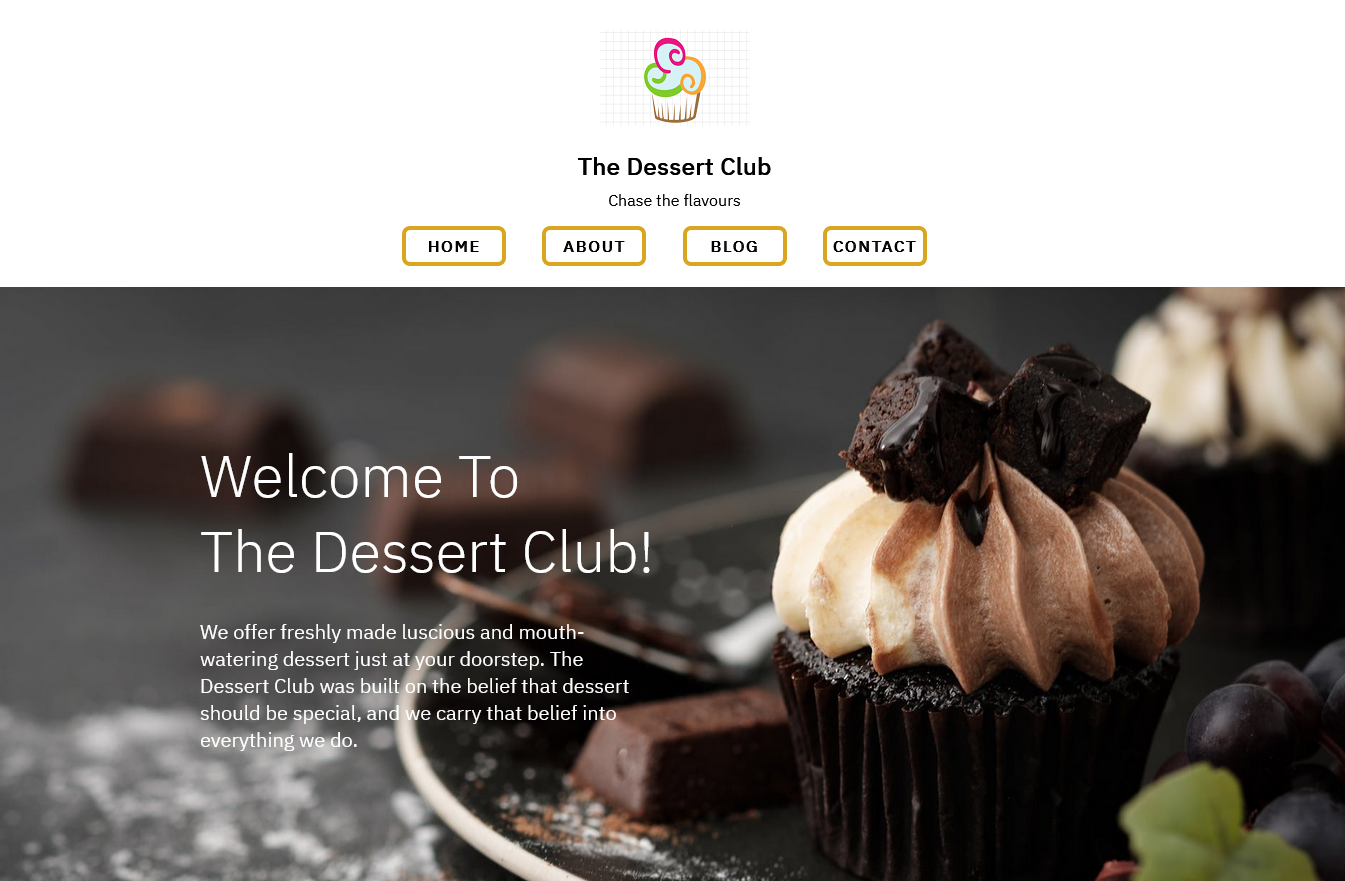 The Dessert Club
Chase the flavours
HOME ABOUT BLOG CONTACT
Welcome To
The Dessert Club!
We offer freshly made luscious and mouth-
watering dessert just at your doorstep. The
Dessert Club was built on the belief that dessert
should be special, and we carry that belief into
everything we do.